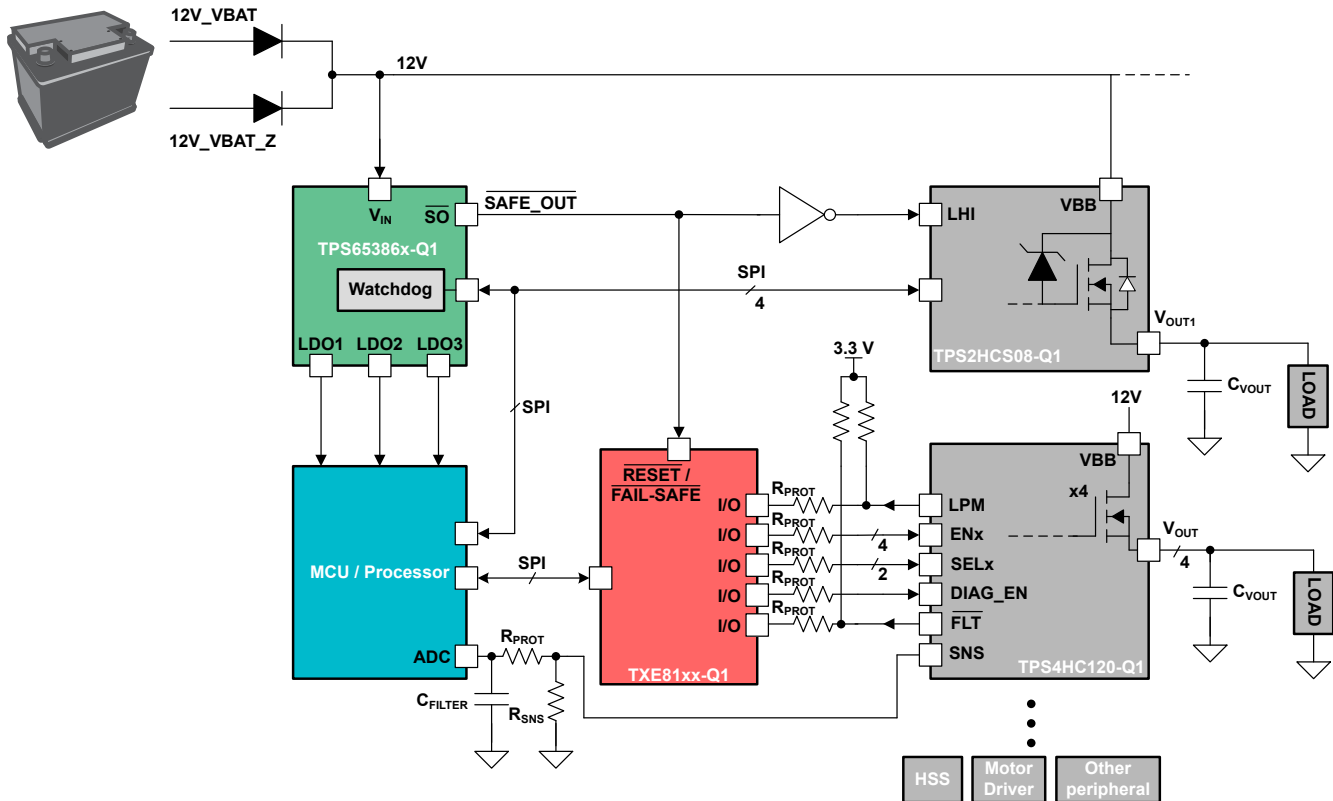 12V_VBAT
12V
12V_VBAT_Z
VIN
SO
SAFE_OUT
TPS65386x-Q1
Watchdog
LDO1 LDO2 LDO3
LHI
VBB
SPI
4
VOUT1
TPS2HCS08-Q1
CVOUT
LOAD
3.3 V
SPI
12V
RESET /
FAIL-SAFE
VBB
x4
I/O RPROT LPM
I/O RPROT 4 ENx
I/O RPROT 2 SELx
I/O RPROT DIAG_EN
I/O FLT
SNS
VOUT
4
CVOUT
LOAD
TPS4HC120-Q1
MCU / Processor
SPI
ADC
RPROT
CFILTER
RSNS
TXE81xx-Q1
HSS
Motor
Driver
Other
peripheral